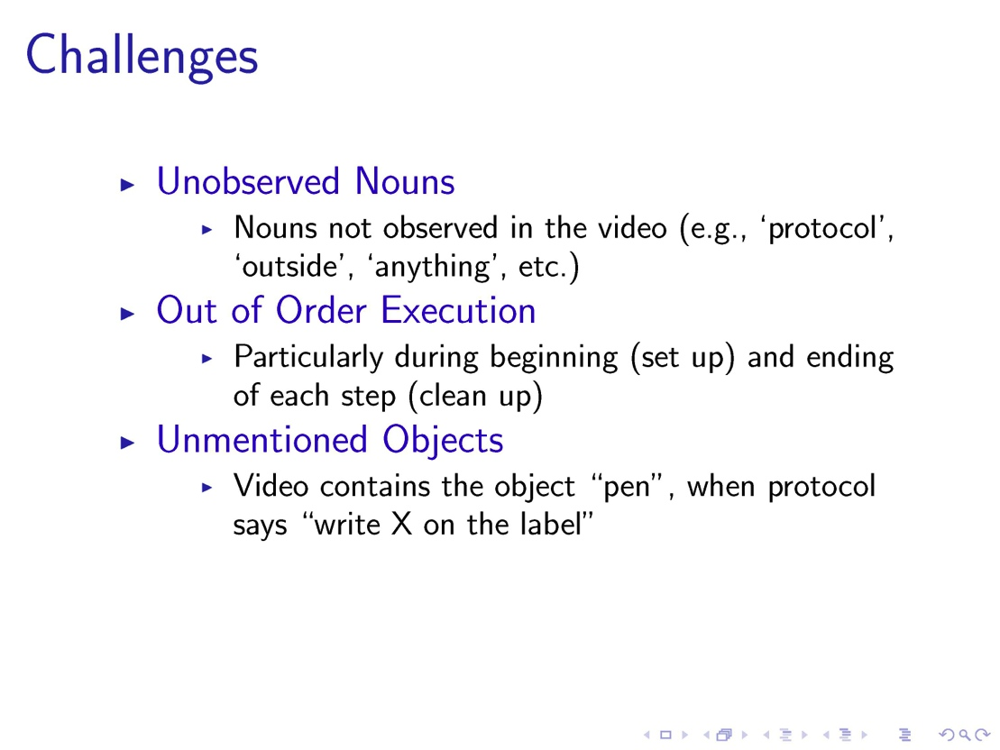 Challenges
Unobserved Nouns
Nouns not observed in the video (e.g., ‘protocol’,
‘outside’, ‘anything’, etc.)
Out of Order Execution
Particularly during beginning (set up) and ending
of each step (clean up)
Unmentioned Objects
Video contains the object “pen”, when protocol
says “write X on the label”